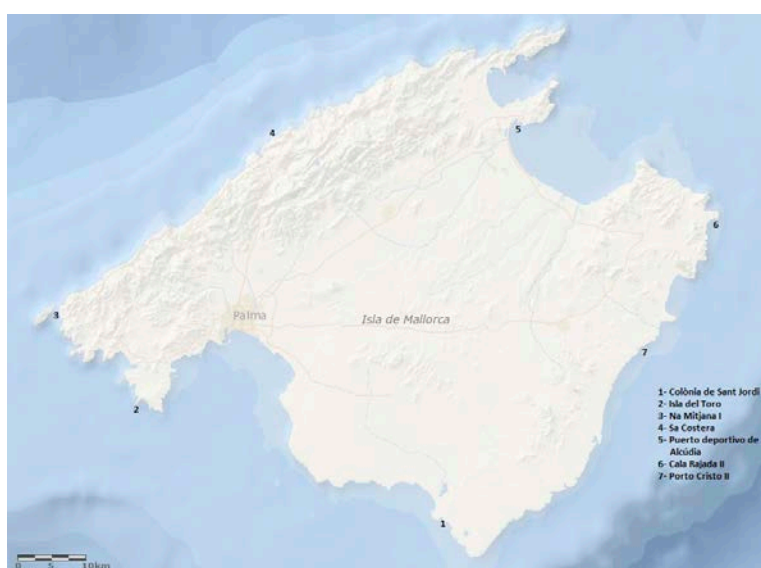 4
5
6
3
Palma
Isla de Mallorca
7
2
1
1- Colònia de Sant Jordi
2- Isla del Toro
3- Na Mitjana I
4- Sa Costera
5- Puerto deportivo de
Alcúdia
6- Cala Rajada II
7- Porto Cristo II
0 5 10km